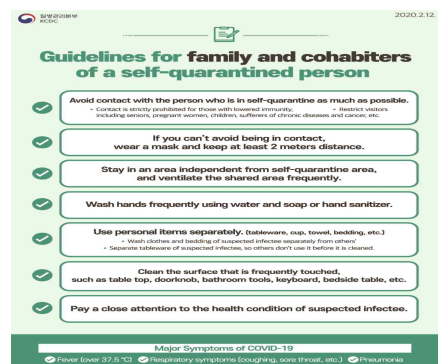 질병관리본부
KCDC
2020.2.12.
Guidelines for family and cohabiters
of a self-quarantined person
Avoid contact with the person who is in self-quarantine as much as possible.
• Contact is strictly prohibited for those with lowered immunity, • Restrict visitors
including seniors, pregnant women, children, sufferers of chronic diseases and cancer, etc.
If you can't avoid being in contact,
wear a mask and keep at least 2 meters distance.
Stay in an area independent from self-quarantine area,
and ventilate the shared area frequently.
Wash hands frequently using water and soap or hand sanitizer.
Use personal items separately. (tableware, cup, towel, bedding, etc.)
• Wash clothes and bedding of suspected infectee separately from others'
• Separate tableware of suspected infectee, so others don't use it before it is cleaned.
Clean the surface that is frequently touched,
such as table top, doorknob, bathroom tools, keyboard, bedside table, etc.
Pay a close attention to the health condition of suspected infectee.
Major Symptoms of COVID-19
Fever (over 37.5 ℃) Respiratory symptoms (coughing, sore throat, etc.) Pneumonia